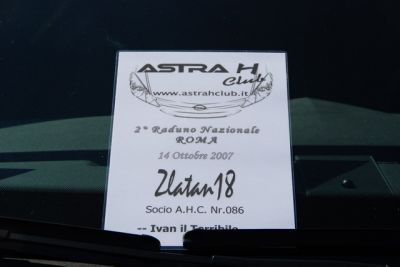 ASTRA H
Club
www.astrahclub.it
2° Raduno Nazionale
ROMA
14 Ottobre 2007
Zlatan18
Socio A.H.C. Nr.086
-- Ivan il Terribile